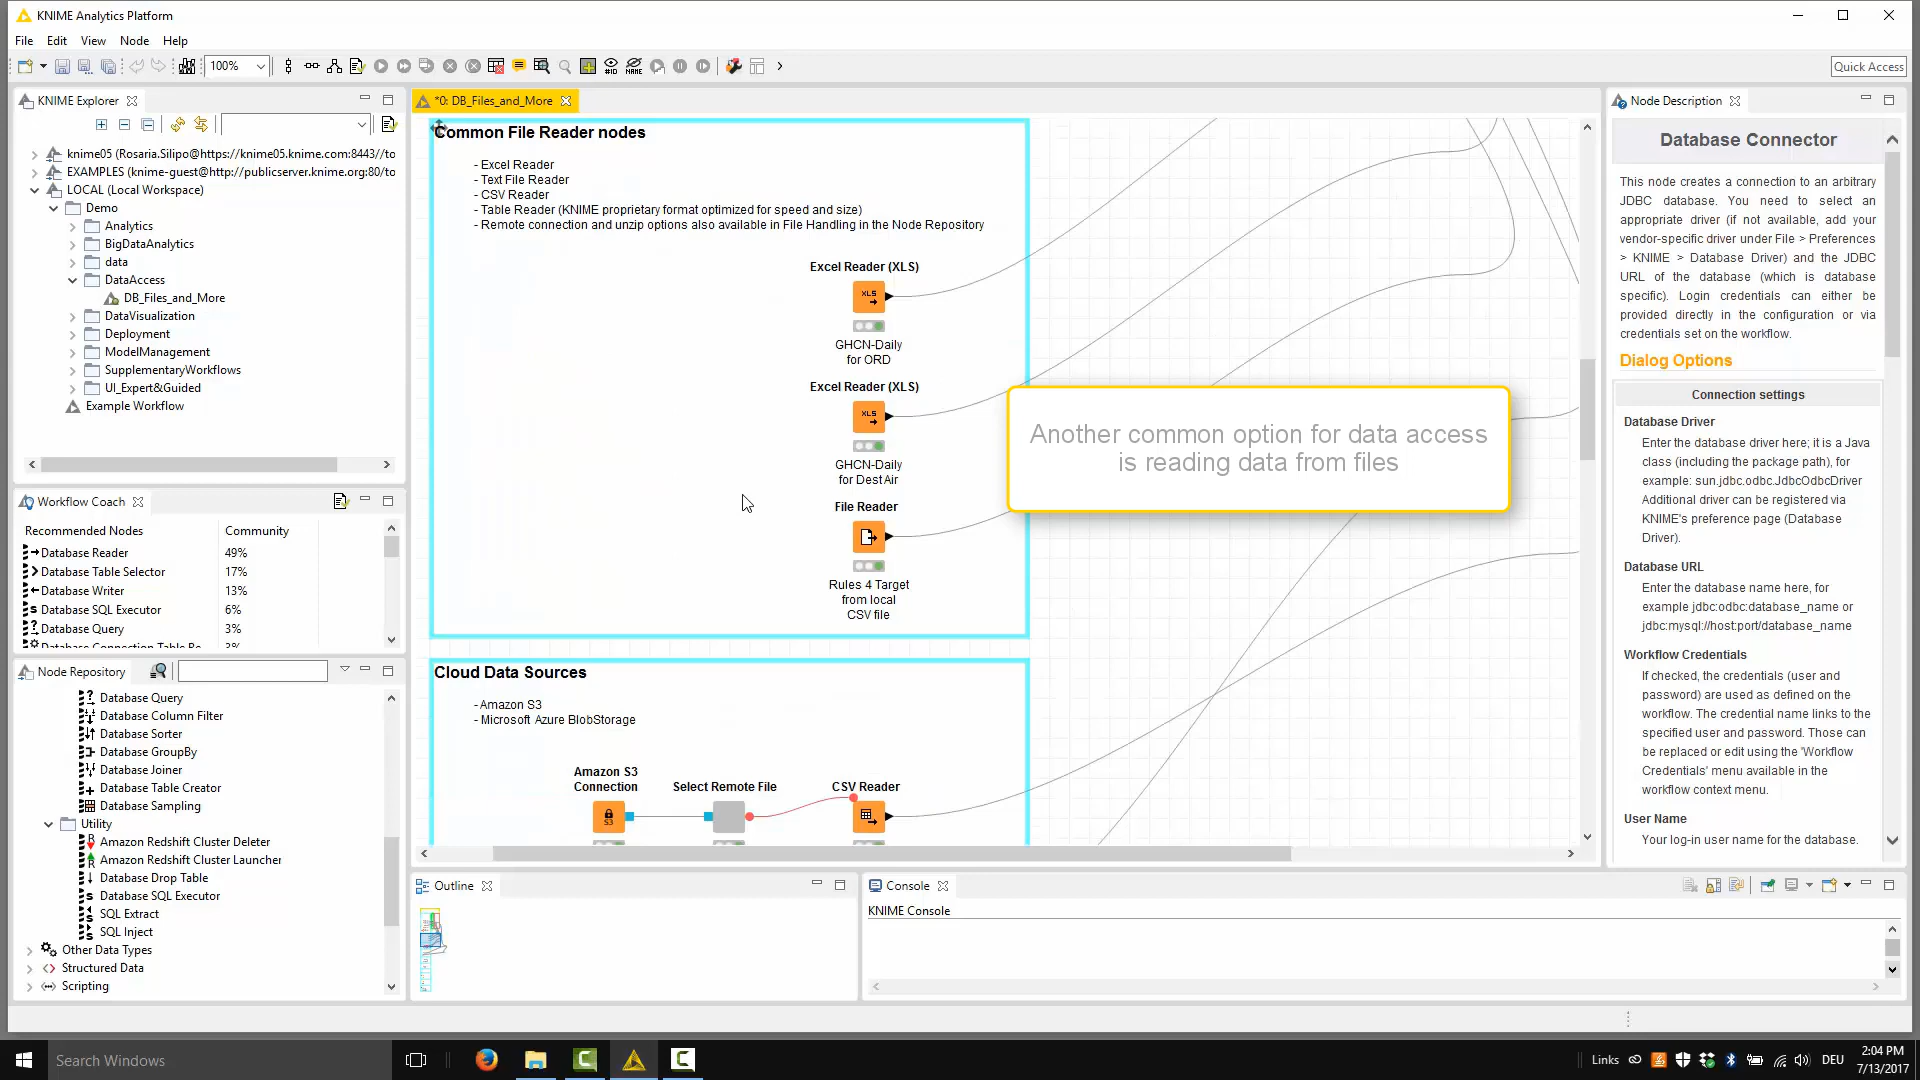 KNIME Analytics Platform
File Edit View Node Help
100%
Quick Access
KNIME Explorer
knime05 (Rosaria.Silipo@https://knime05.knime.com:8443//to
EXAMPLES (knime-guest@http://publicserver.knime.org:80/to
LOCAL (Local Workspace)
Demo
Analytics
BigDataAnalytics
data
DataAccess
DB_Files_and_More
DataVisualization
Deployment
ModelManagement
SupplementaryWorkflows
UI_Expert&Guided
Example Workflow
Workflow Coach
Recommended Nodes Community
Database Reader 49%
Database Table Selector 17%
Database Writer 13%
Database SQL Executor 6%
Database Query 3%
Node Repository
Database Query
Database Column Filter
Database Sorter
Database GroupBy
Database Joiner
Database Table Creator
Database Sampling
Utility
Amazon Redshift Cluster Deleter
Amazon Redshift Cluster Launcher
Database Drop Table
Database SQL Executor
SQL Extract
SQL Inject
Other Data Types
Structured Data
Scripting
*0: DB_Files_and_More
Common File Reader nodes
- Excel Reader
- Text File Reader
- CSV Reader
- Table Reader (KNIME proprietary format optimized for speed and size)
- Remote connection and unzip options also available in File Handling in the Node Repository
Excel Reader (XLS)
XLS
GHCN-Daily
for ORD
Excel Reader (XLS)
XLS
GHCN-Daily
for Dest Air
File Reader
Rules 4 Target
from local
CSV file
Another common option for data access
is reading data from files
Cloud Data Sources
- Amazon S3
- Microsoft Azure BlobStorage
Amazon S3
Connection
S3
Select Remote File
CSV Reader
Outline
Console
KNIME Console
Node Description
Database Connector
This node creates a connection to an arbitrary
JDBC database. You need to select an
appropriate driver (if not available, add your
vendor-specific driver under File > Preferences
> KNIME > Database Driver) and the JDBC
URL of the database (which is database
specific). Login credentials can either be
provided directly in the configuration or via
credentials set on the workflow.
Dialog Options
Connection settings
Database Driver
Enter the database driver here; it is a Java
class (including the package path), for
example: sun.jdbc.odbc.JdbcOdbcDriver
Additional driver can be registered via
KNIME's preference page (Database
Driver).
Database URL
Enter the database name here, for
example jdbc:odbc:database_name or
jdbc:mysql://host:port/database_name
Workflow Credentials
If checked, the credentials (user and
password) are used as defined on the
workflow. The credential name links to the
specified user and password. Those can
be replaced or edit using the 'Workflow
Credentials' menu available in the
workflow context menu.
User Name
Your log-in user name for the database.
Search Windows
Links
DEU
2:04 PM
7/13/2017